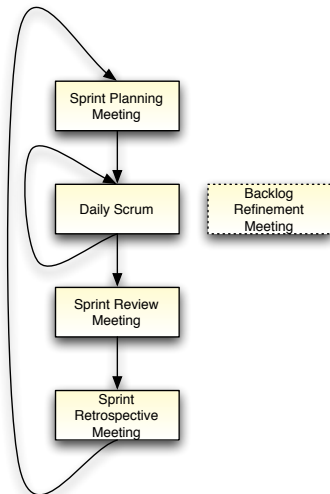 Sprint Planning
Meeting
Daily Scrum
Backlog
Refinement
Meeting
Sprint Review
Meeting
Sprint
Retrospective
Meeting